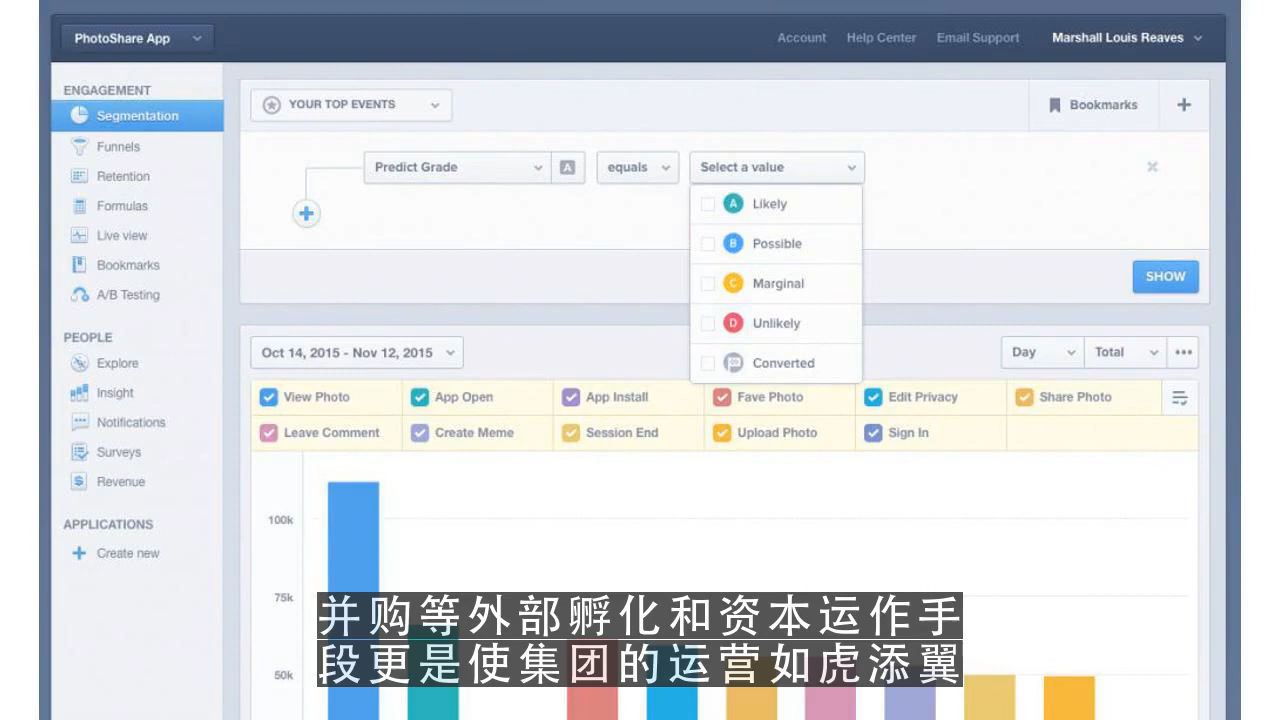 PhotoShare App
Account Help Center Email Support Marshall Louis Reaves
ENGAGEMENT
Segmentation
Funnels
Retention
Formulas
Live view
Bookmarks
A/B Testing
PEOPLE
Explore
Insight
Notifications
Surveys
Revenue
APPLICATIONS
Create new
YOUR TOP EVENTS
Bookmarks
Predict Grade A equals Select a value
A Likely
B Possible
C Marginal
D Unlikely
Converted
SHOW
Oct 14, 2015 - Nov 12, 2015
Day Total
View Photo App Open App Install Fave Photo Edit Privacy Share Photo
Leave Comment Create Meme Session End Upload Photo Sign In
100k
75k
50k
并购等外部孵化和资本运作手
段更是使集团的运营如虎添翼